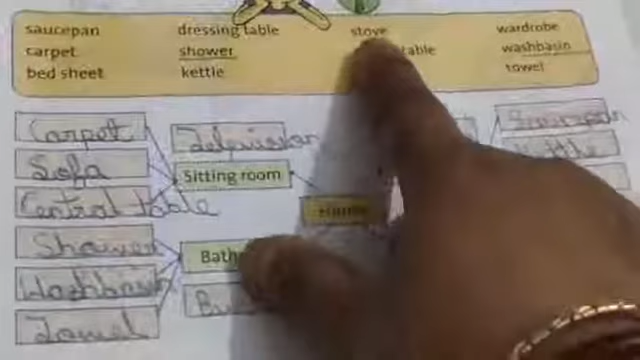 saucepan dressing table stove wardrobe
carpet shower table washbasin
bed sheet kettle towel
Carpet Television Saucepan
Sofa Sitting room Kettle
Central table House
Shower Bath
Washbasin
Towel